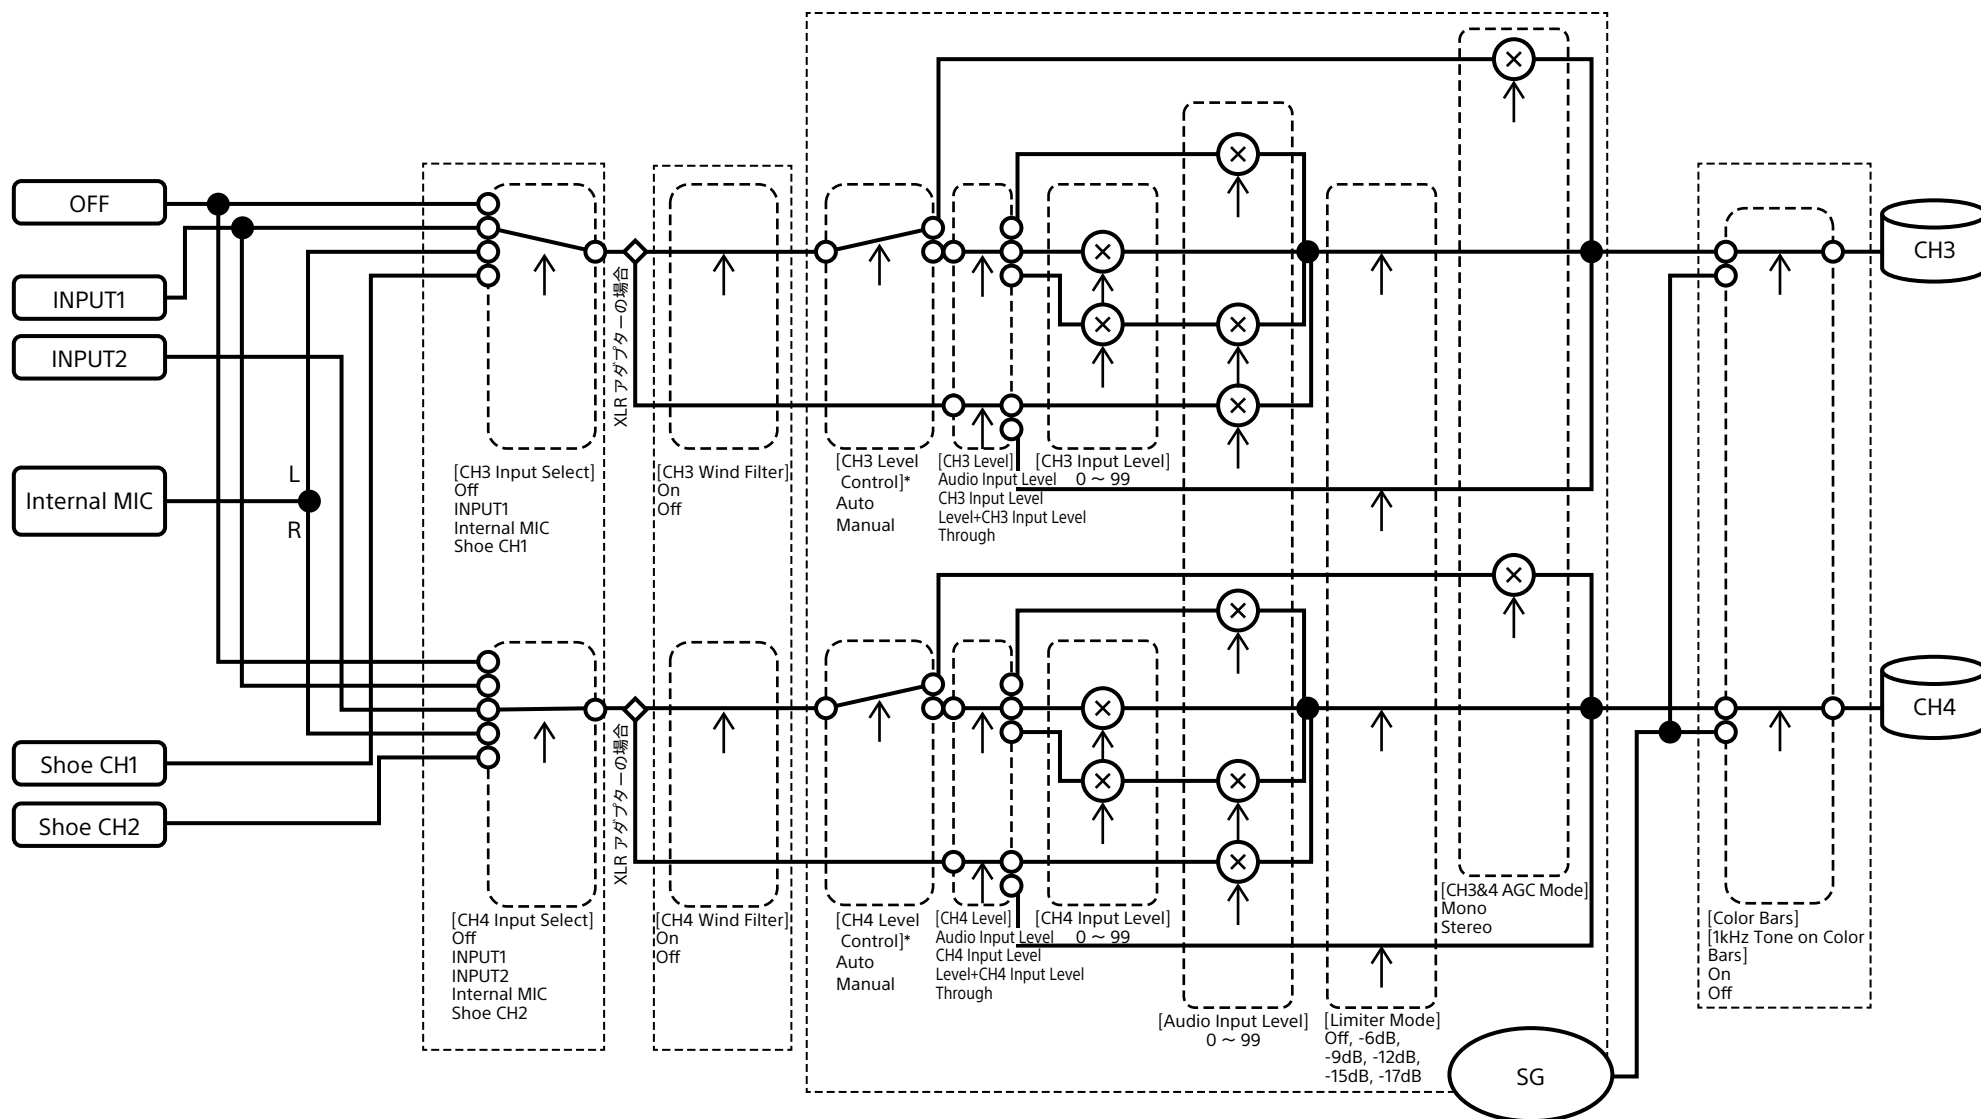 OFF
INPUT1
INPUT2
Internal MIC
L
R
Shoe CH1
Shoe CH2
[CH3 Input Select]
Off
INPUT1
Internal MIC
Shoe CH1
XLR アダプターの場合
[CH3 Wind Filter]
On
Off
[CH3 Level
Control]*
Auto
Manual
[CH3 Level]
Audio Input Level
CH3 Input Level
Level+CH3 Input Level
Through
[CH3 Input Level]
0 ~ 99
CH3
[CH4 Input Select]
Off
INPUT1
INPUT2
Internal MIC
Shoe CH2
XLR アダプターの場合
[CH4 Wind Filter]
On
Off
[CH4 Level
Control]*
Auto
Manual
[CH4 Level]
Audio Input Level
CH4 Input Level
Level+CH4 Input Level
Through
[CH4 Input Level]
0 ~ 99
[Audio Input Level]
0 ~ 99
[Limiter Mode]
Off, -6dB,
-9dB, -12dB,
-15dB, -17dB
[CH3&4 AGC Mode]
Mono
Stereo
SG
[Color Bars]
[1kHz Tone on Color
Bars]
On
Off
CH4